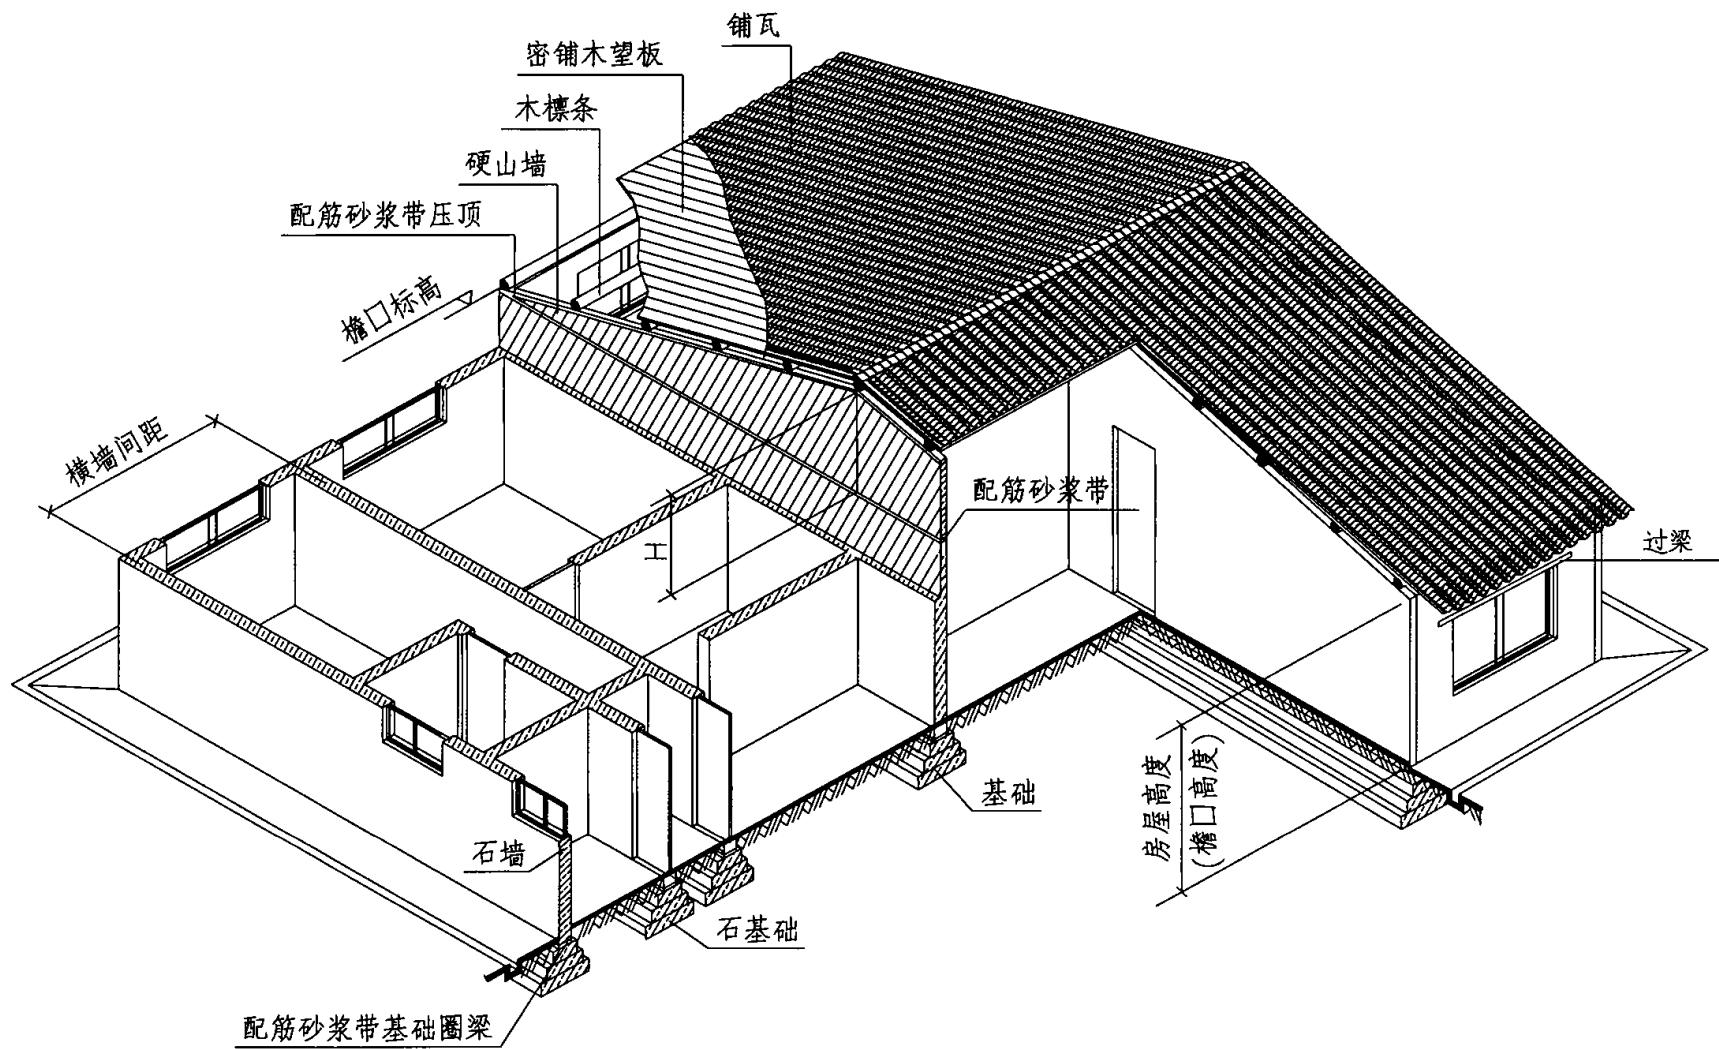 铺瓦
密铺木望板
木檩条
硬山墙
配筋砂浆带压顶
檐口标高
横墙间距
配筋砂浆带
H
过梁
基础
房屋高度
(檐口高度)
石墙
石基础
配筋砂浆带基础圈梁